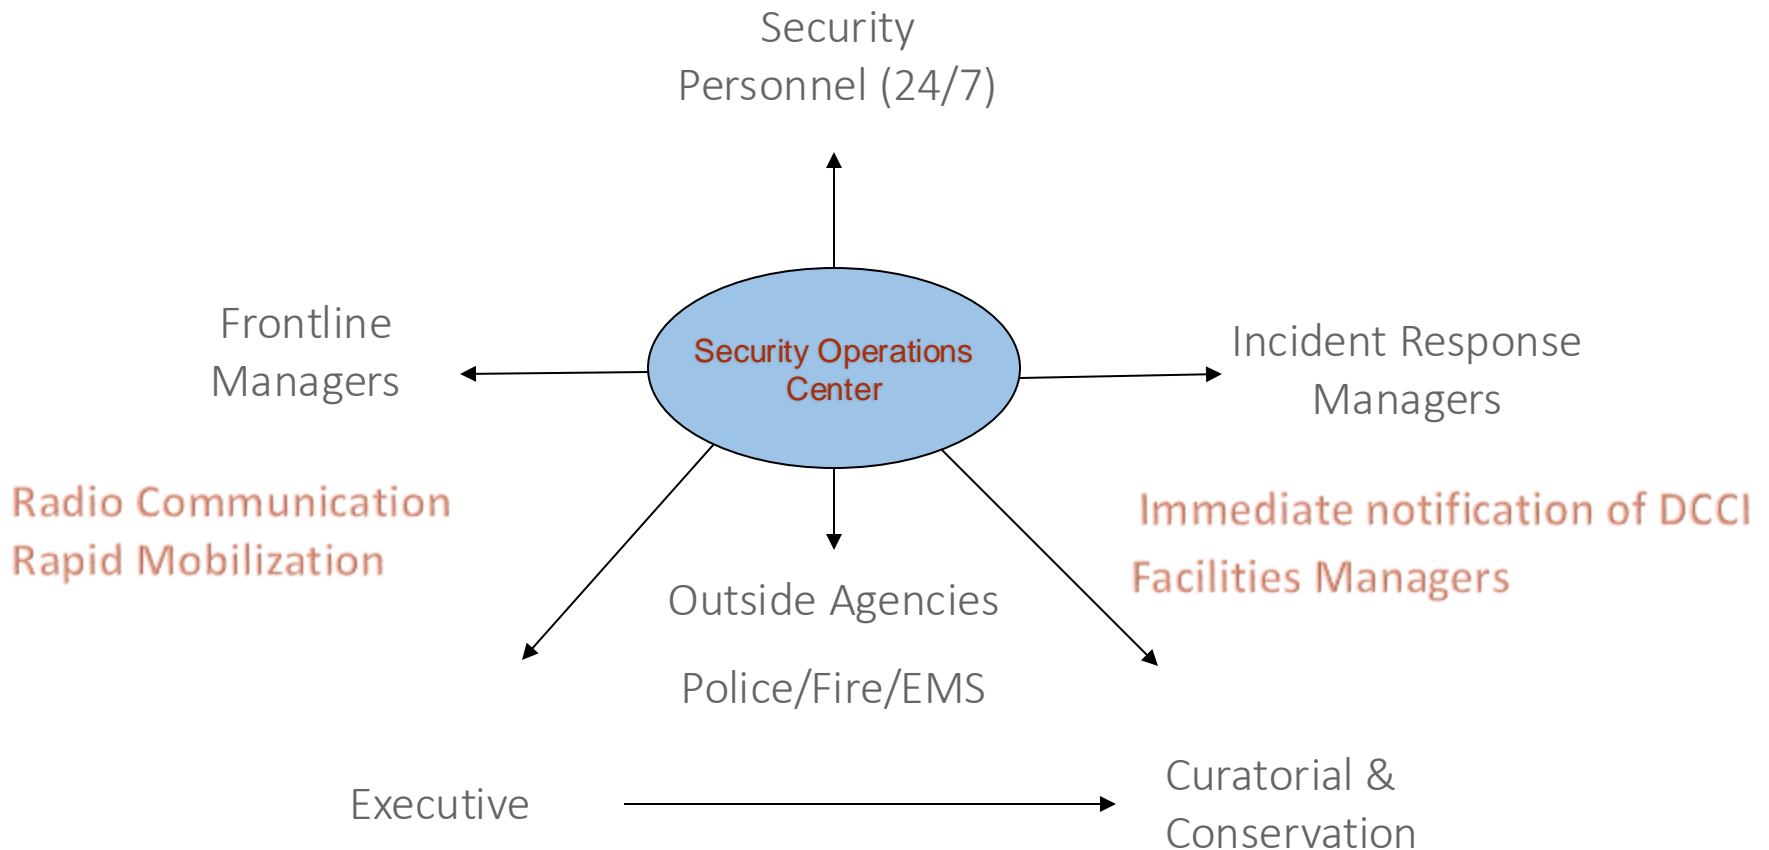 Security
Personnel (24/7)
Frontline
Managers
Security Operations
Center
Incident Response
Managers
Radio Communication
Rapid Mobilization
Immediate notification of DCCI
Facilities Managers
Outside Agencies
Police/Fire/EMS
Executive
Curatorial &
Conservation